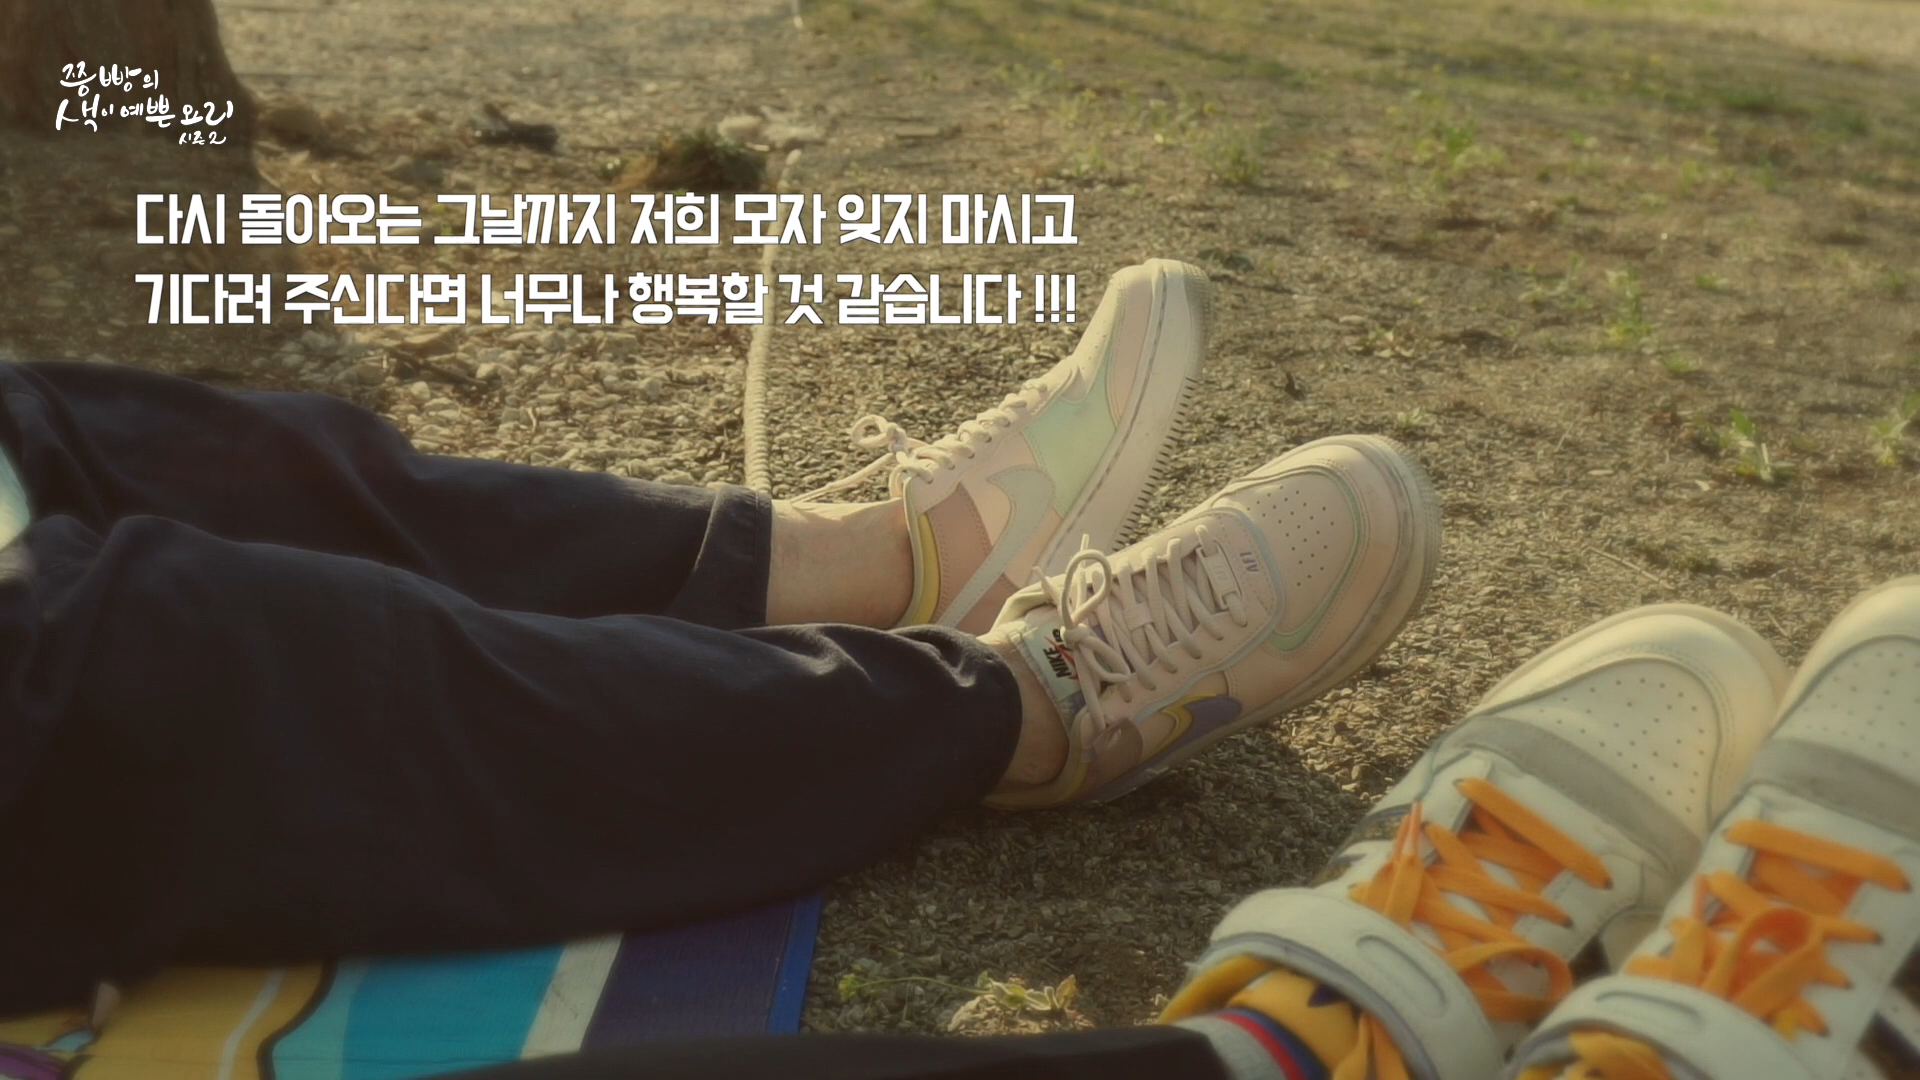 쫑빵의
색이 예쁜 요리
시즌2
다시 돌아오는 그날까지 저희 모자 잊지 마시고
기다려 주신다면 너무나 행복할 것 같습니다 !!!
AF1
NIKE